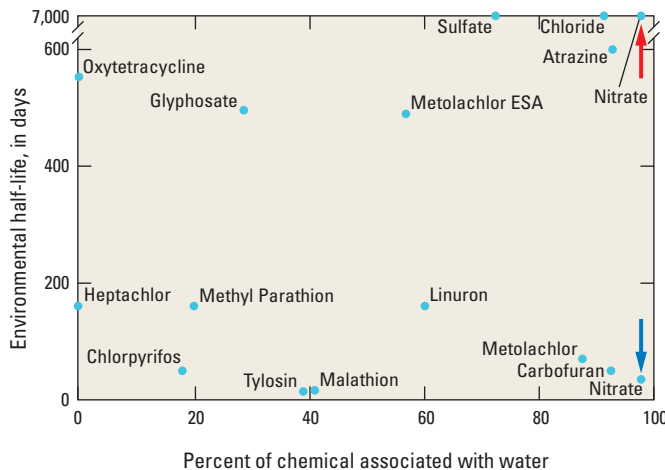 7,000
Sulfate
Chloride
600
Atrazine
Oxytetracycline
Nitrate
Glyphosate
Metolachlor ESA
400
Environmental half-life, in days
200
Heptachlor
Methyl Parathion
Linuron
Chlorpyrifos
Metolachlor
Carbofuran
Tylosin
Malathion
Nitrate
0
0
20
40
60
80
100
Percent of chemical associated with water